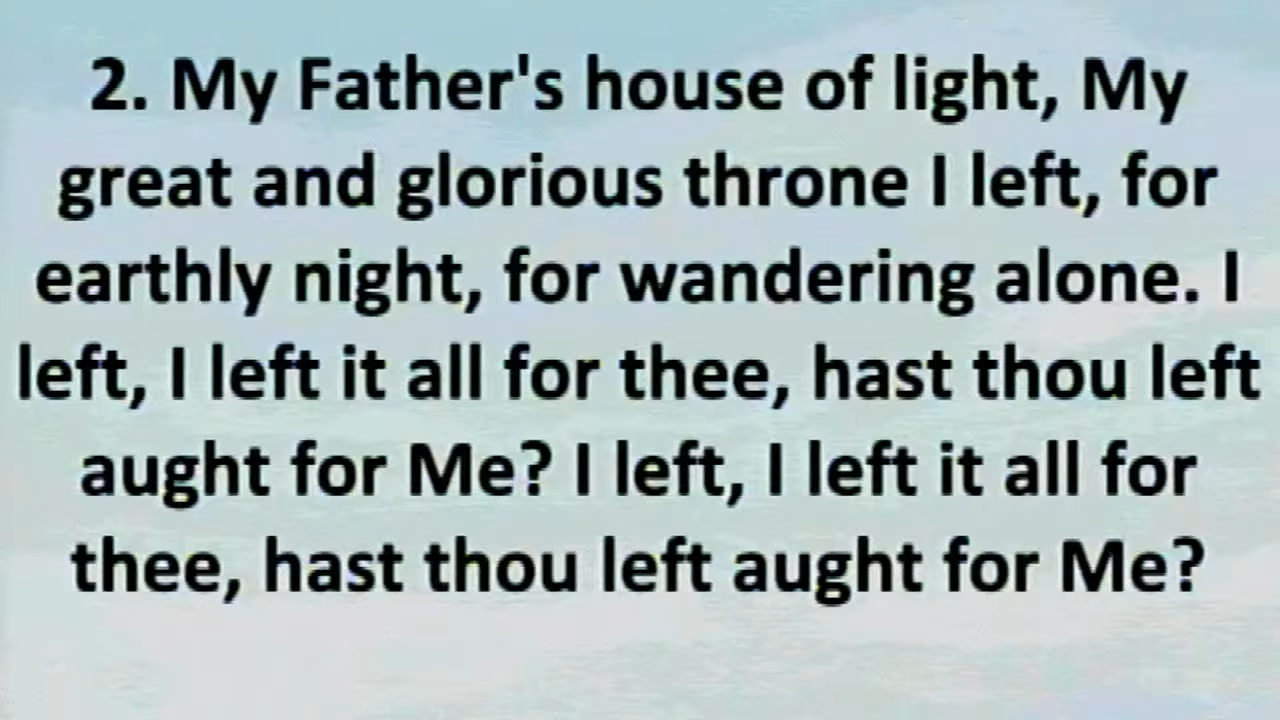 2. My Father's house of light, My
great and glorious throne I left, for
earthly night, for wandering alone. I
left, I left it all for thee, hast thou left
aught for Me? I left, I left it all for
thee, hast thou left aught for Me?